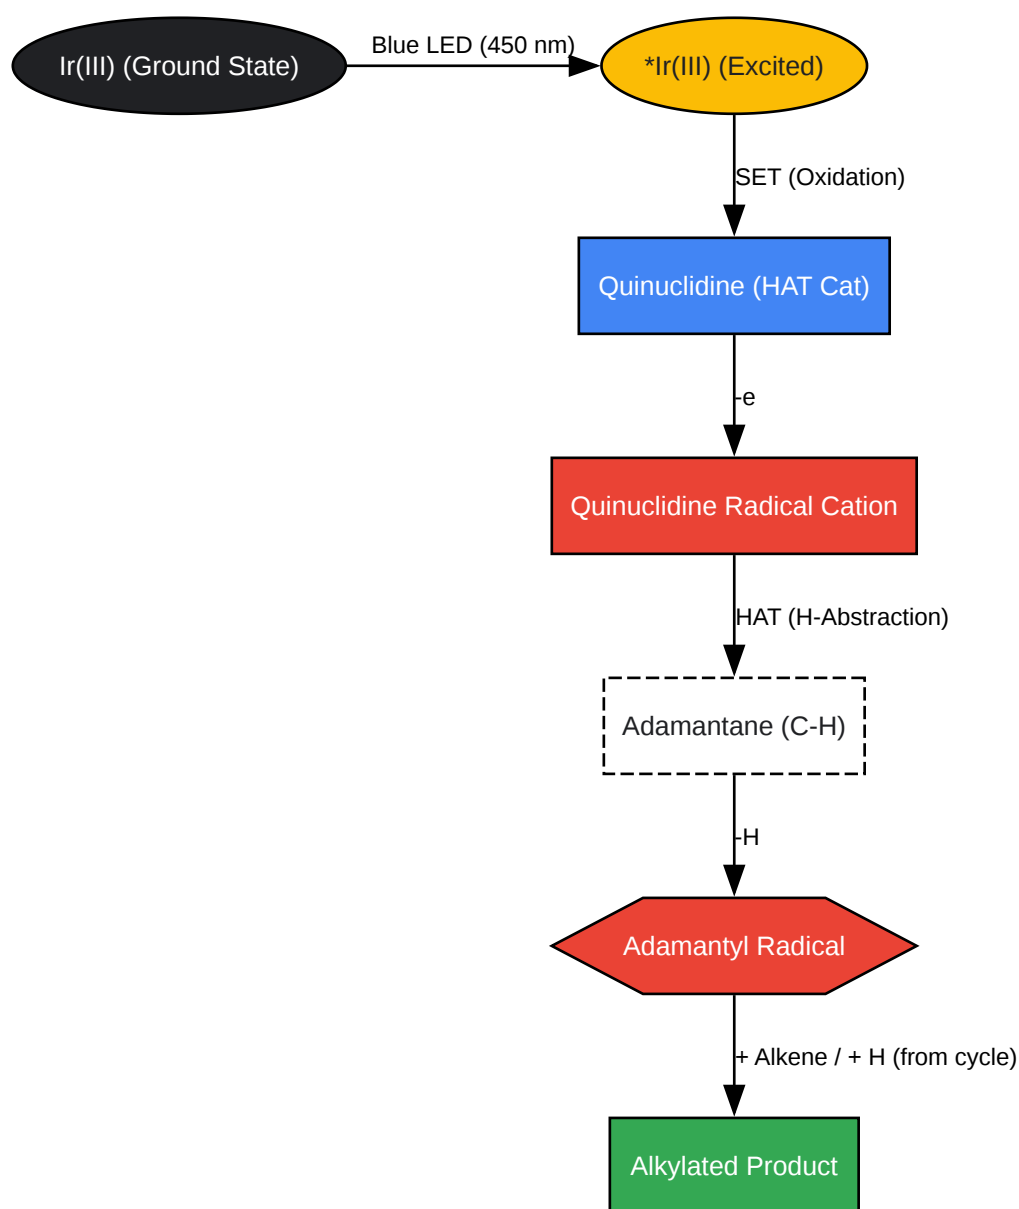 Ir(III) (Ground State)
Blue LED (450 nm)
*Ir(III) (Excited)
SET (Oxidation)
Quinuclidine (HAT Cat)
-e
Quinuclidine Radical Cation
HAT (H-Abstraction)
Adamantane (C-H)
-H
Adamantyl Radical
+ Alkene / + H (from cycle)
Alkylated Product